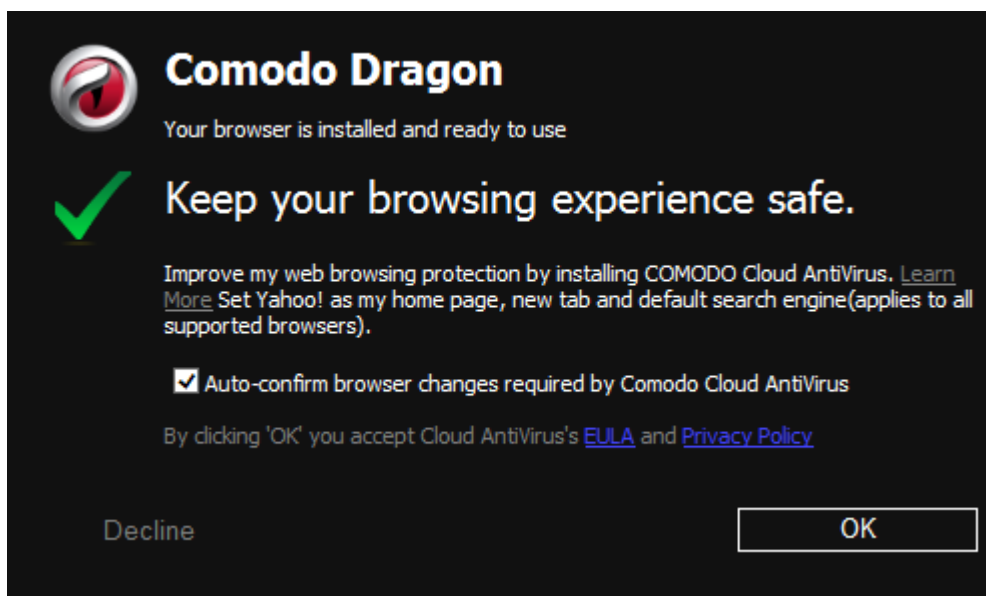 Comodo Dragon
Your browser is installed and ready to use
Keep your browsing experience safe.
Improve my web browsing protection by installing COMODO Cloud AntiVirus. Learn
More Set Yahoo! as my home page, new tab and default search engine(applies to all
supported browsers).
Auto-confirm browser changes required by Comodo Cloud AntiVirus
By clicking 'OK' you accept Cloud AntiVirus's EULA and Privacy Policy
Decline
OK